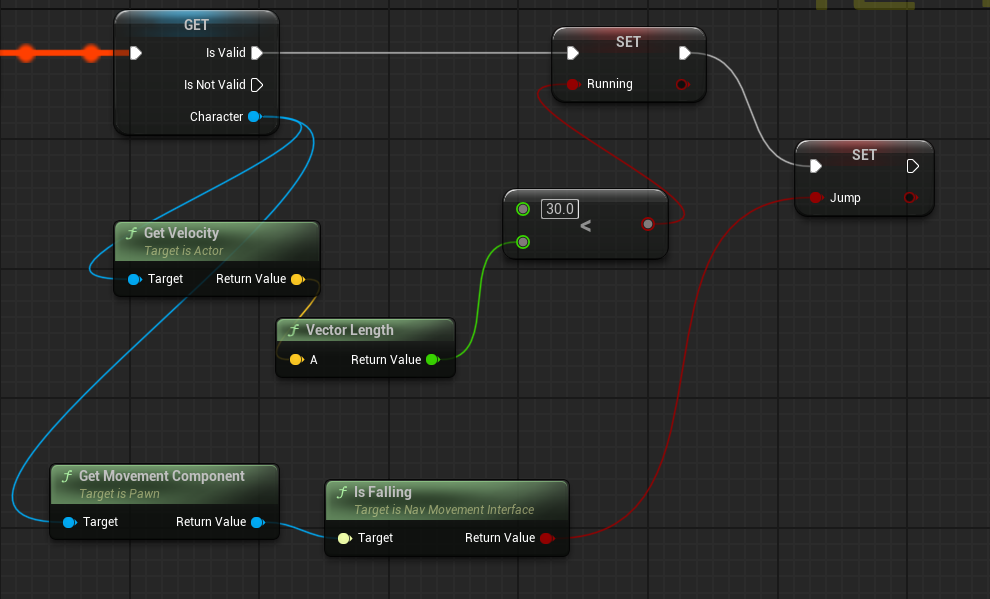 GET
Is Valid
Is Not Valid
Character
SET
Running
SET
Jump
30.0
<
Get Velocity
Target is Actor
Target Return Value
Vector Length
A Return Value
Get Movement Component
Target is Pawn
Target Return Value
Is Falling
Target is Nav Movement Interface
Target Return Value